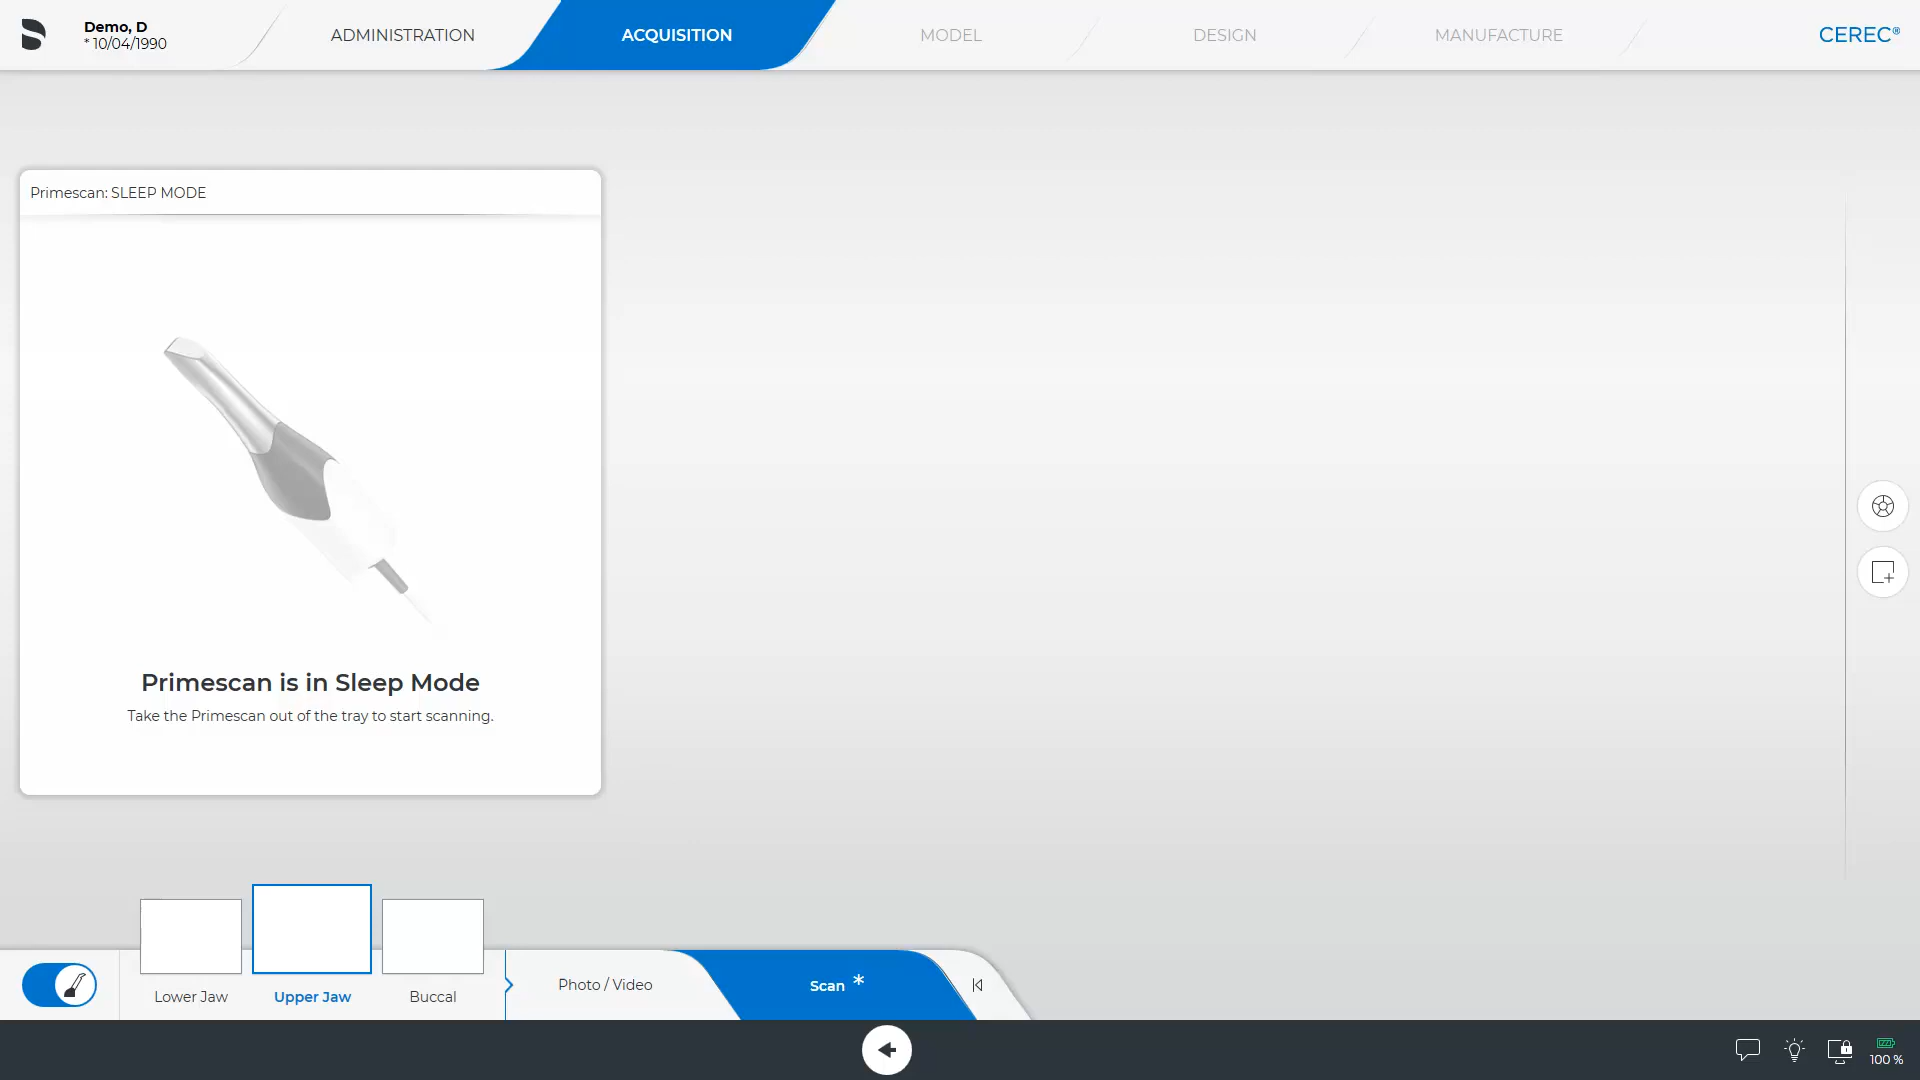 Demo, D
* 10/04/1990
ADMINISTRATION
ACQUISITION
MODEL
DESIGN
MANUFACTURE
CEREC®
Primescan: SLEEP MODE
Primescan is in Sleep Mode
Take the Primescan out of the tray to start scanning.
Lower Jaw
Upper Jaw
Buccal
Photo / Video
Scan *
100 %